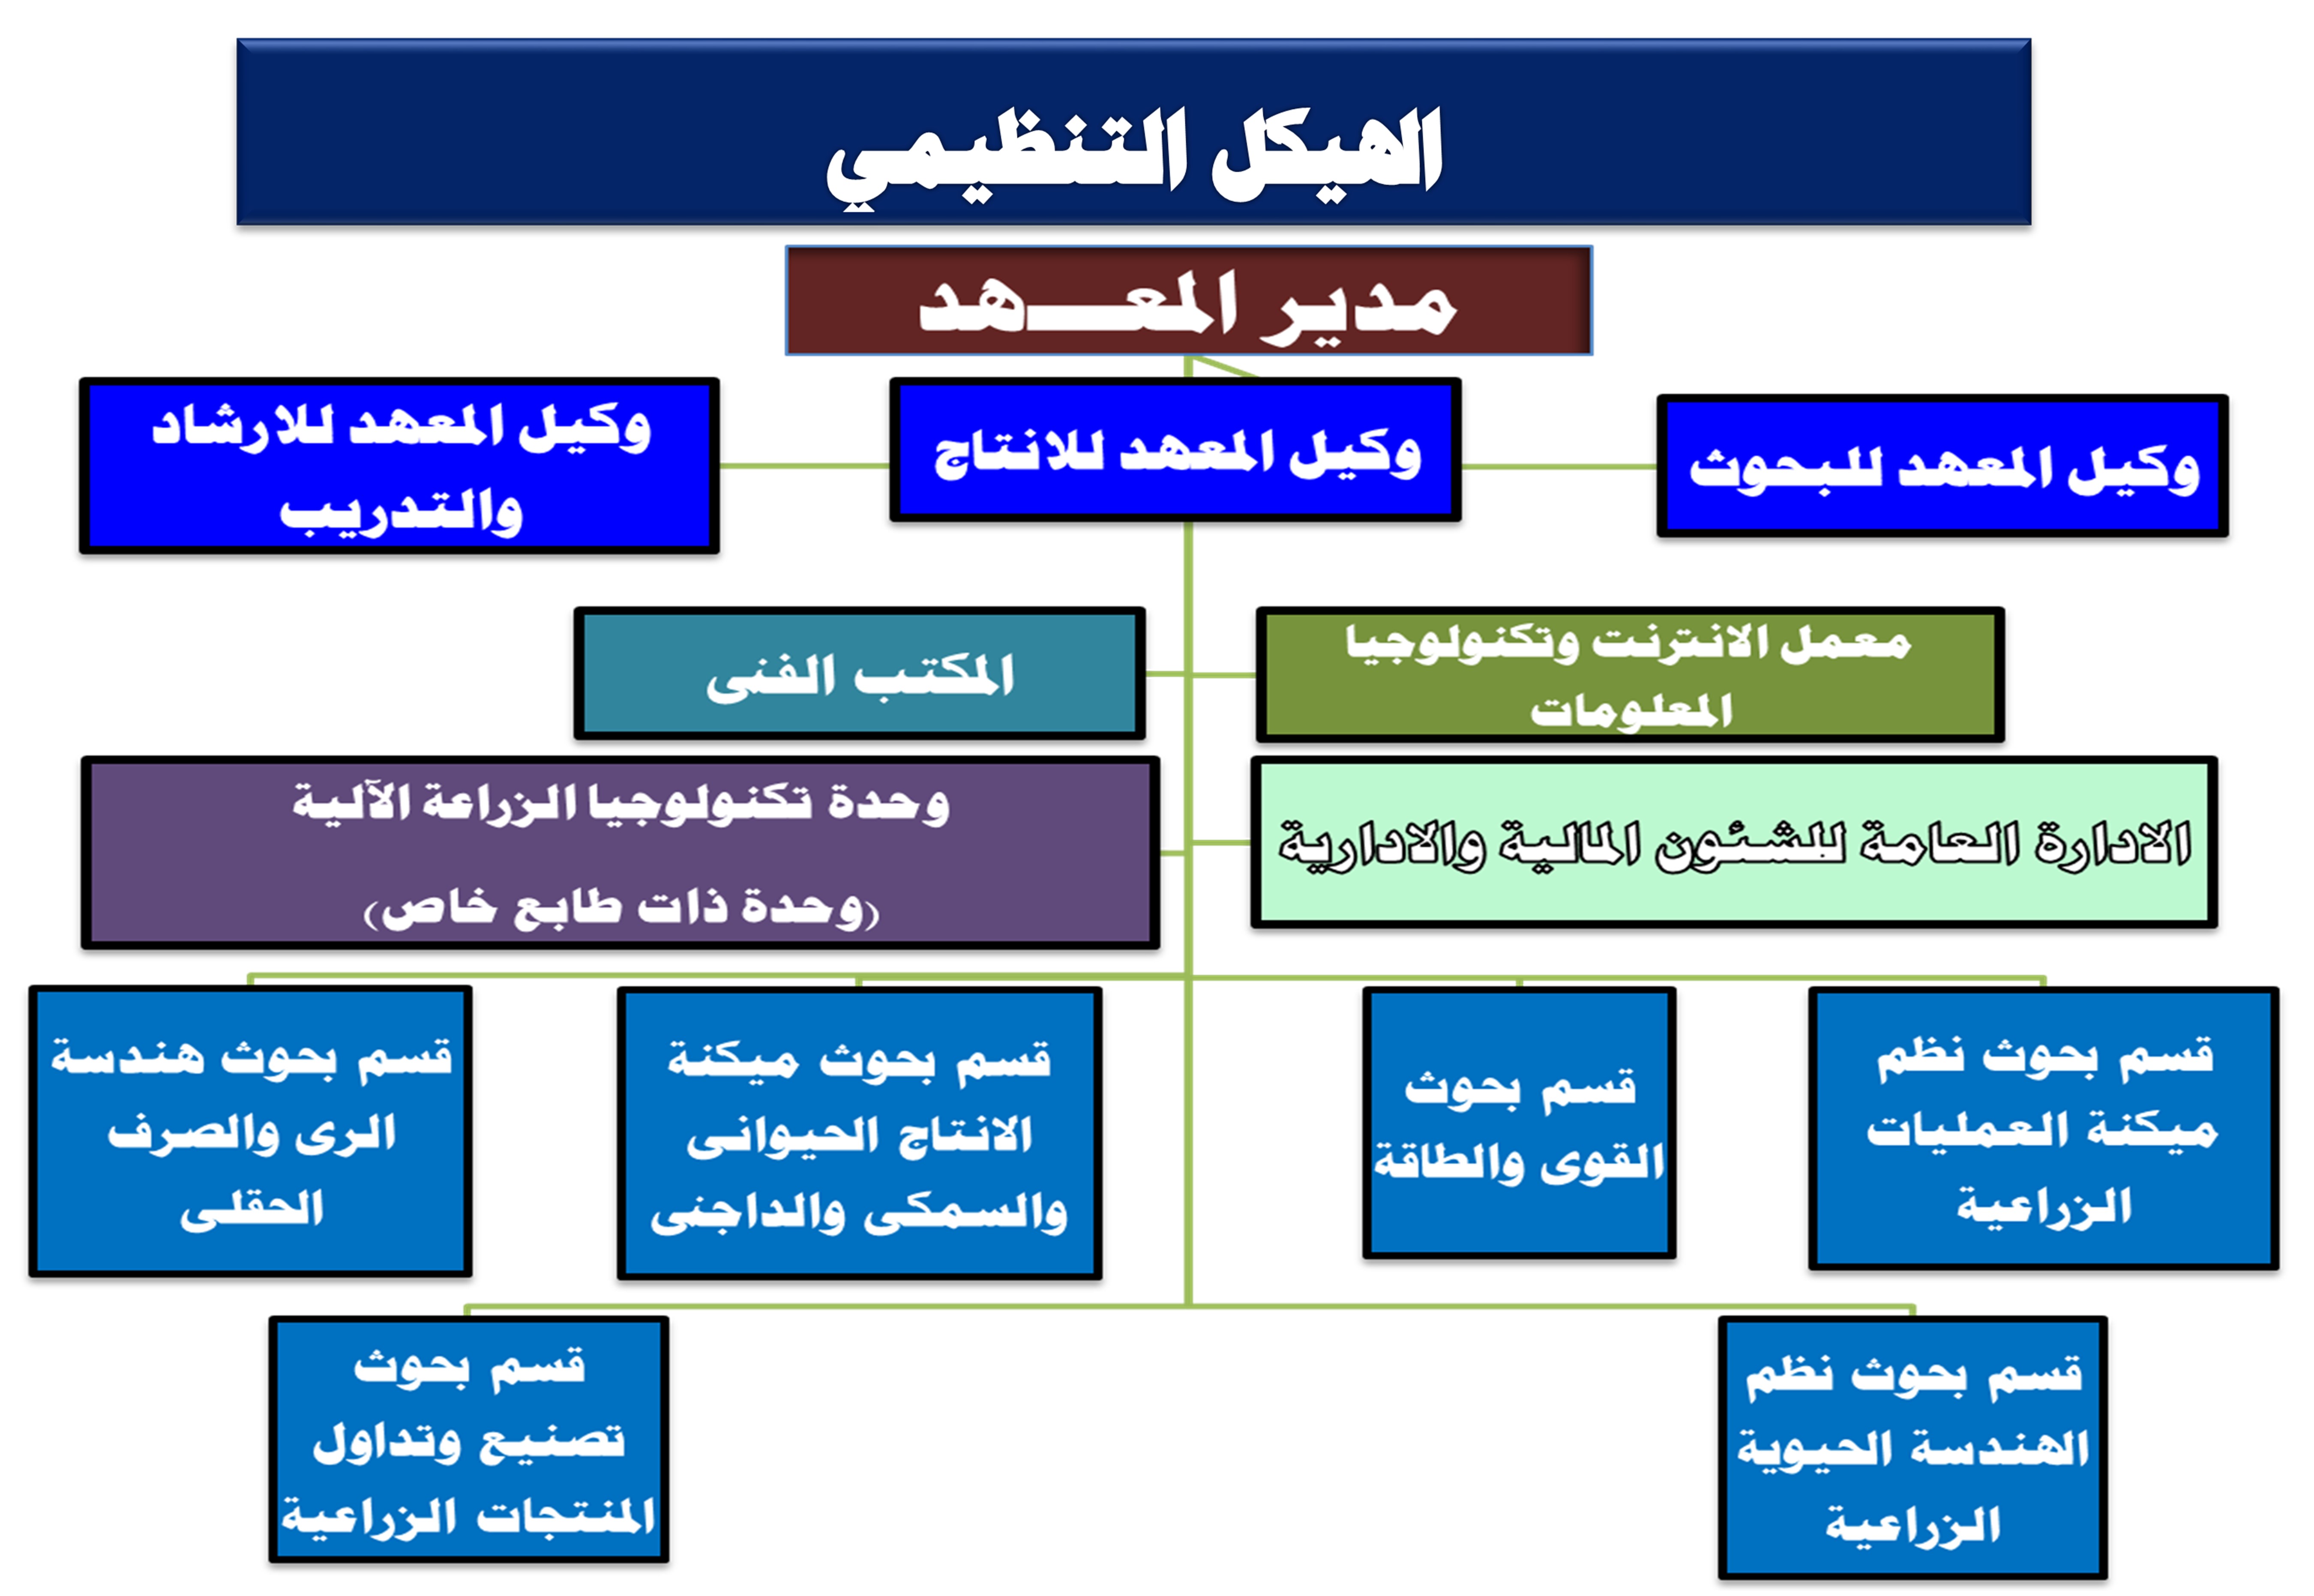 الهيكل التنظيمي
مدير المعـــهد
وكيل المعهد للبحوث
وكيل المعهد للانتاج
وكيل المعهد للارشاد
والتدريب
معمل الانترنت وتكنولوجيا
المعلومات
المكتب الفنى
الادارة العامة للشئون المالية والادارية
وحدة تكنولوجيا الزراعة الآلية
(وحدة ذات طابع خاص)
قسم بحوث نظم
ميكنة العمليات
الزراعية
قسم بحوث
القوى والطاقة
قسم بحوث ميكنة
الانتاج الحيوانى
والسمكى والداجنى
قسم بحوث هندسة
الرى والصرف
الحقلى
قسم بحوث نظم
الهندسة الحيوية
الزراعية
قسم بحوث
تصنيع وتداول
المنتجات الزراعية